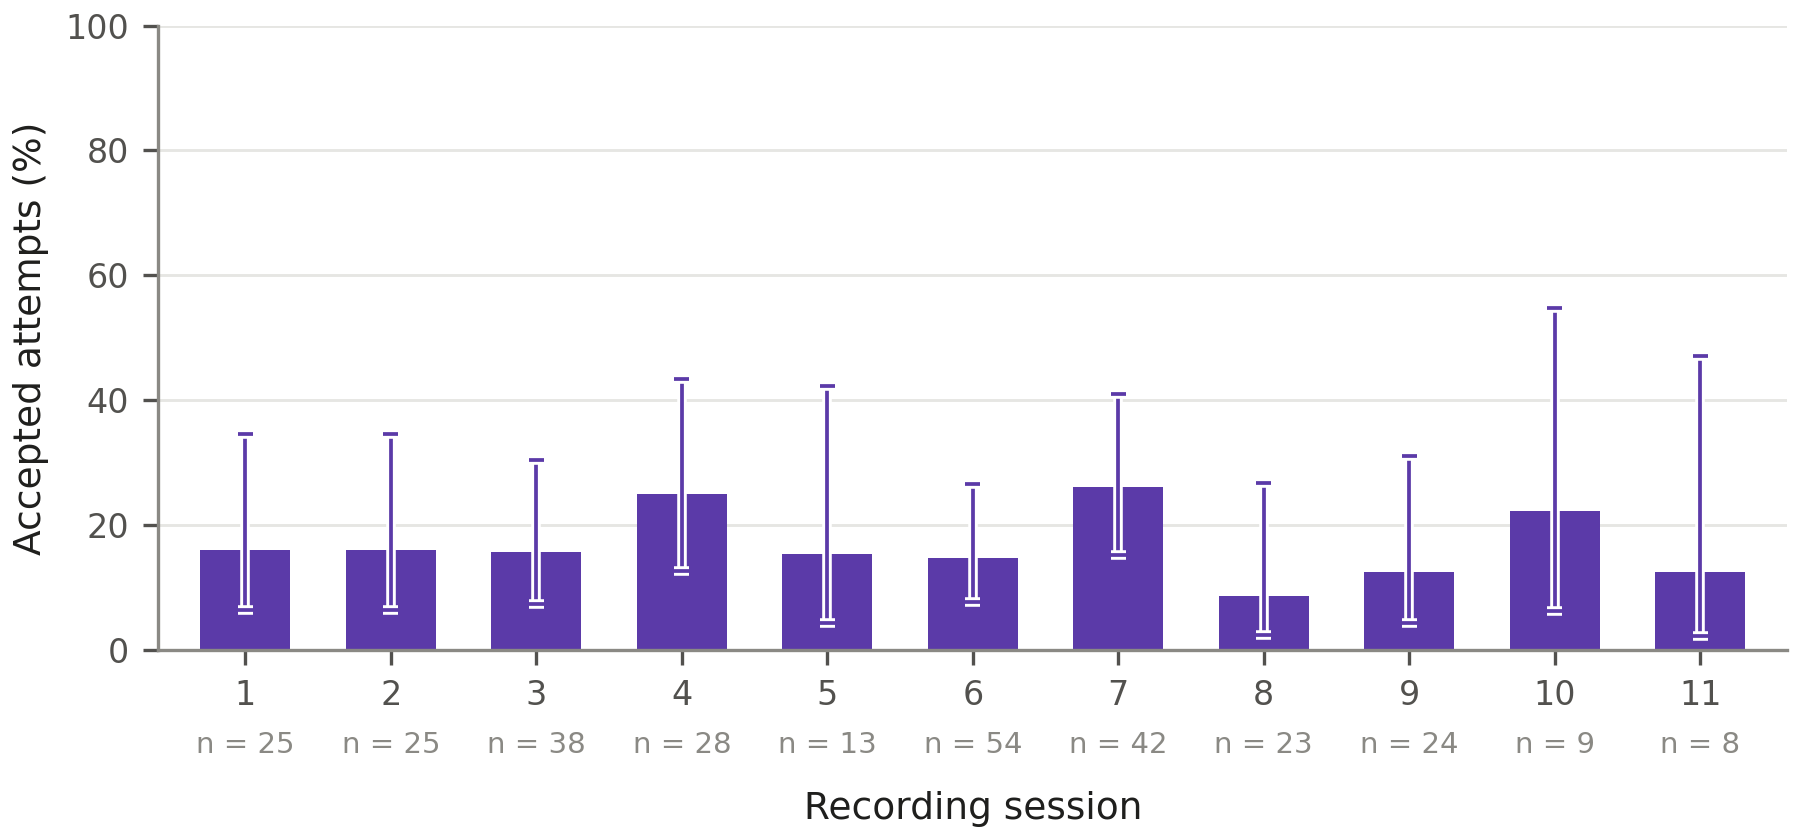 Accepted attempts (%)
100
80
60
40
20
0
1 2 3 4 5 6 7 8 9 10 11
n = 25 n = 25 n = 38 n = 28 n = 13 n = 54 n = 42 n = 23 n = 24 n = 9 n = 8
Recording session